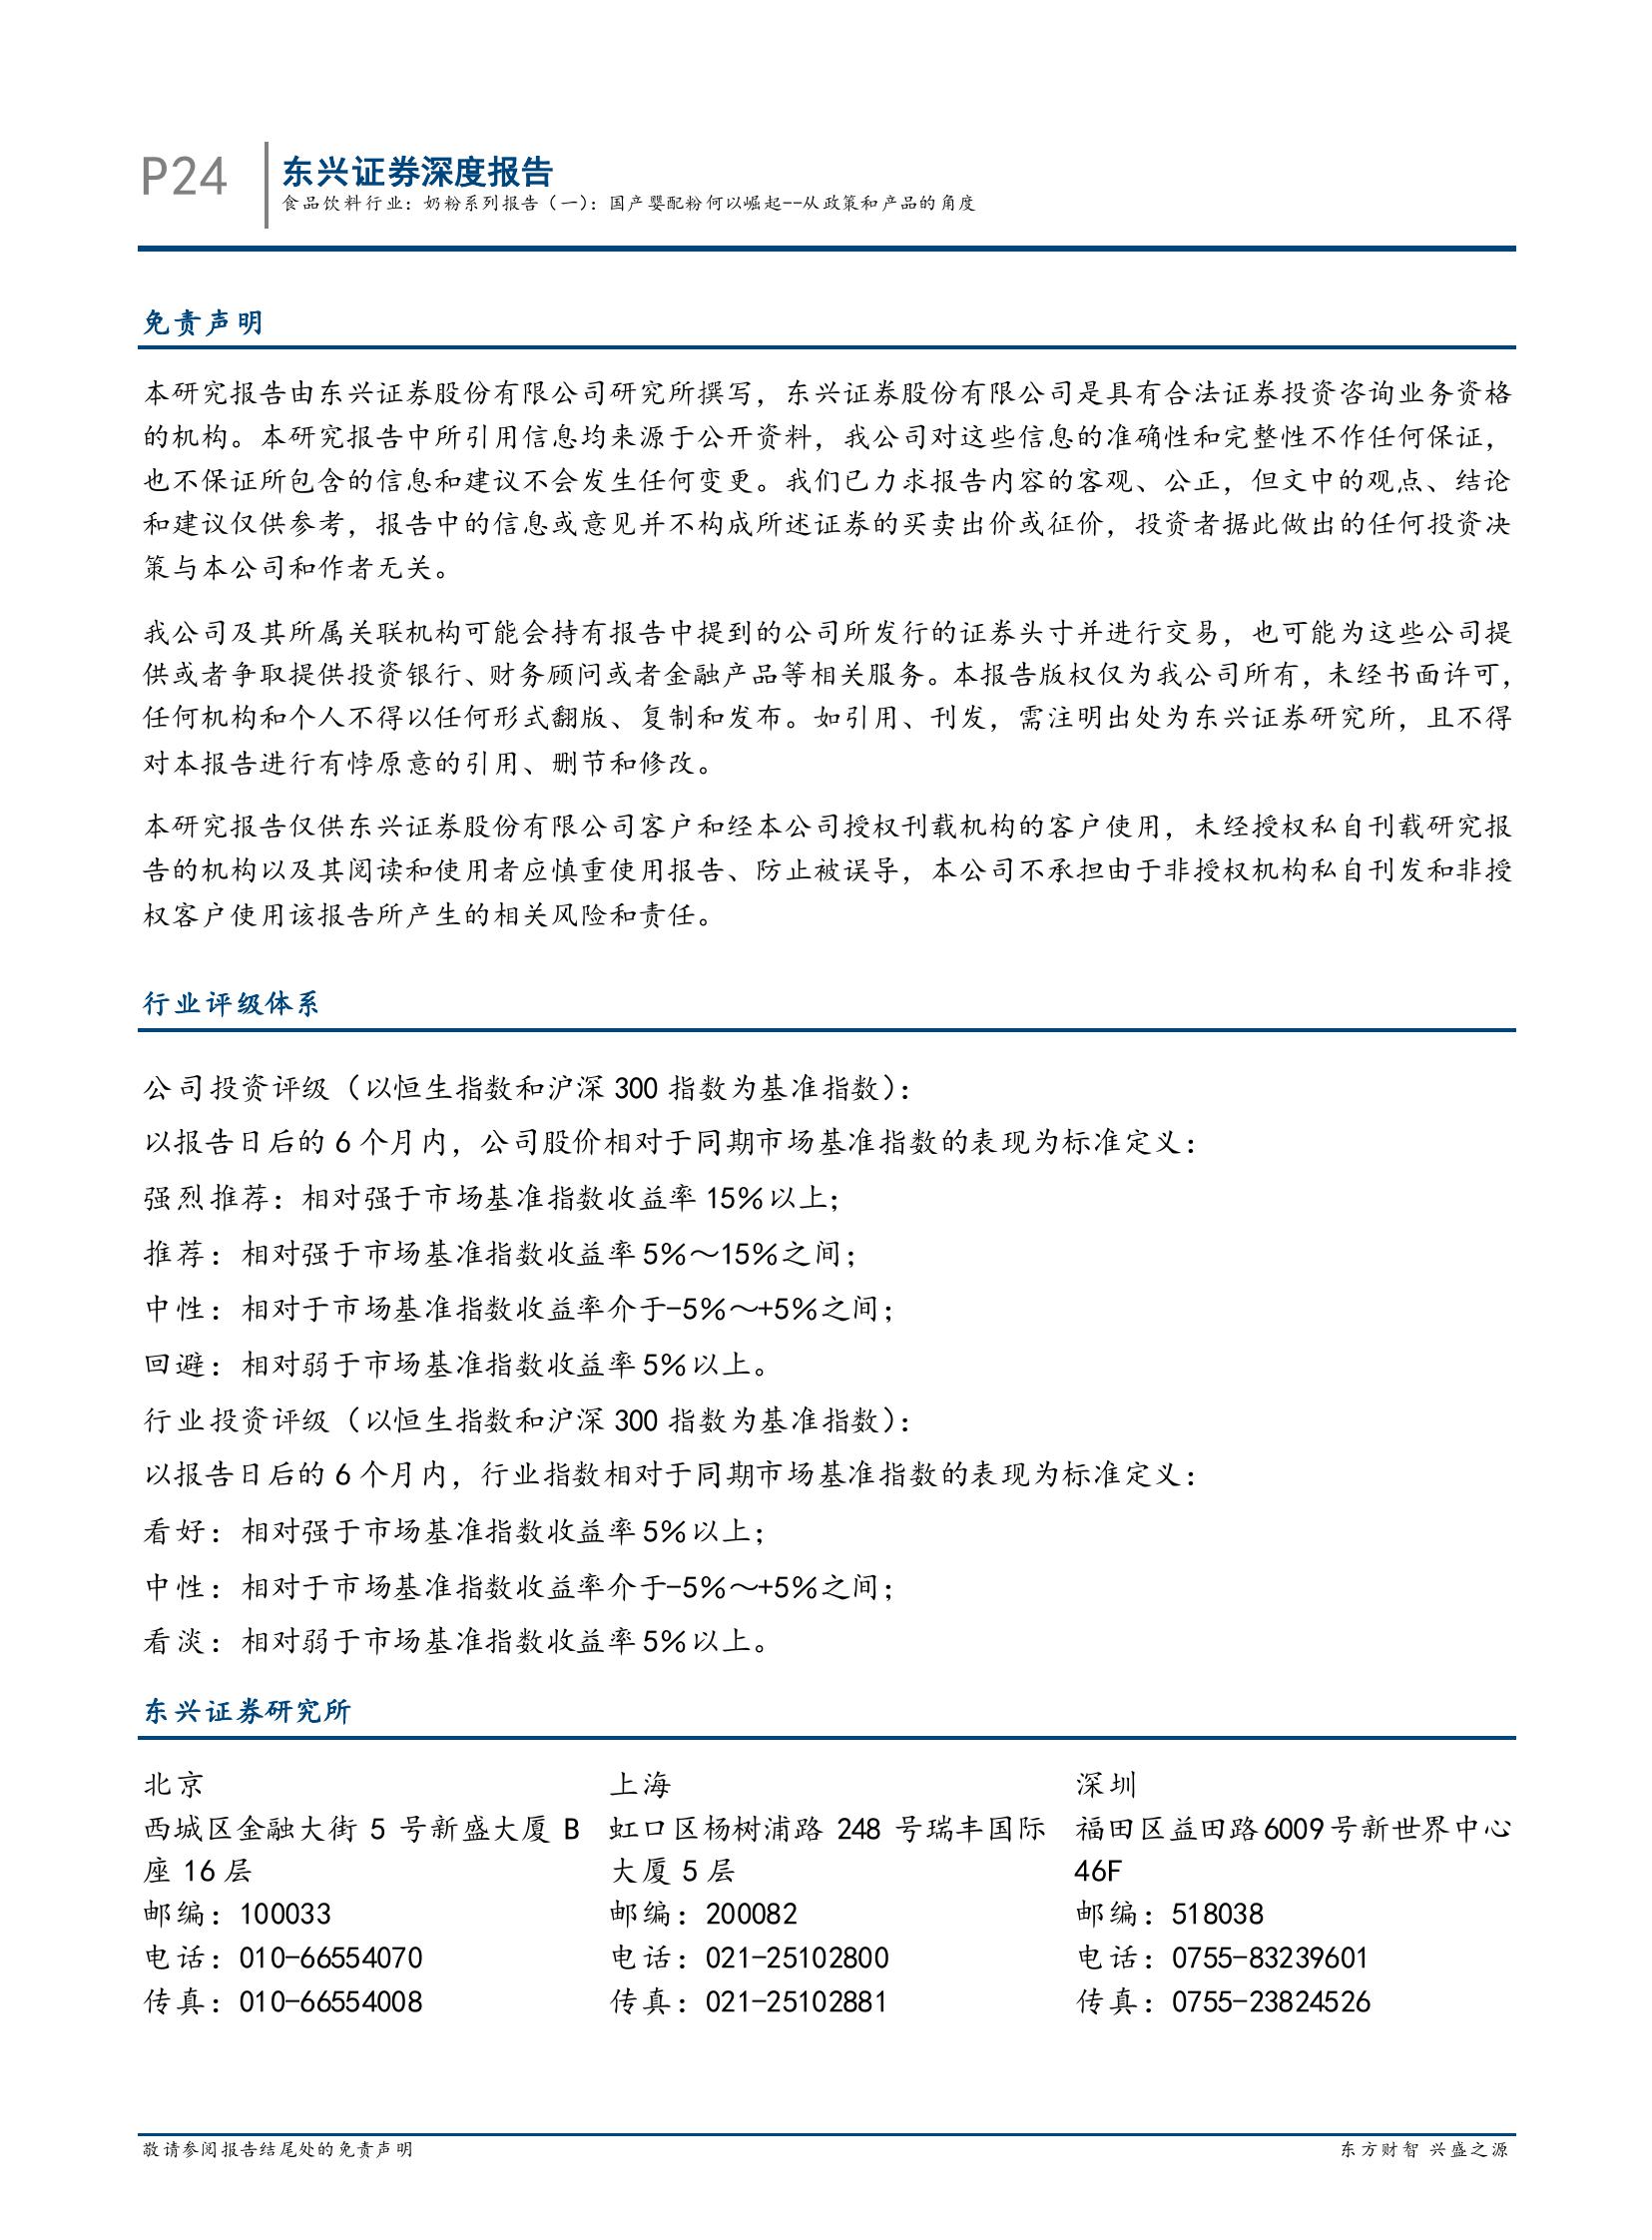 P24
东兴证券深度报告
食品饮料行业：奶粉系列报告（一）：国产婴配粉何以崛起--从政策和产品的角度
免责声明
本研究报告由东兴证券股份有限公司研究所撰写，东兴证券股份有限公司是具有合法证券投资咨询业务资格
的机构。本研究报告中所引用信息均来源于公开资料，我公司对这些信息的准确性和完整性不作任何保证，
也不保证所包含的信息和建议不会发生任何变更。我们已力求报告内容的客观、公正，但文中的观点、结论
和建议仅供参考，报告中的信息或意见并不构成所述证券的买卖出价或征价，投资者据此做出的任何投资决
策与本公司和作者无关。
我公司及其所属关联机构可能会持有报告中提到的公司所发行的证券头寸并进行交易，也可能为这些公司提
供或者争取提供投资银行、财务顾问或者金融产品等相关服务。本报告版权仅为我公司所有，未经书面许可，
任何机构和个人不得以任何形式翻版、复制和发布。如引用、刊发，需注明出处为东兴证券研究所，且不得
对本报告进行有悖原意的引用、删节和修改。
本研究报告仅供东兴证券股份有限公司客户和经本公司授权刊载机构的客户使用，未经授权私自刊载研究报
告的机构以及其阅读和使用者应慎重使用报告、防止被误导，本公司不承担由于非授权机构私自刊发和非授
权客户使用该报告所产生的相关风险和责任。
行业评级体系
公司投资评级（以恒生指数和沪深 300 指数为基准指数）：
以报告日后的 6 个月内，公司股价相对于同期市场基准指数的表现为标准定义：
强烈推荐：相对强于市场基准指数收益率 15％以上；
推荐：相对强于市场基准指数收益率 5％～15％之间；
中性：相对于市场基准指数收益率介于-5％～+5％之间；
回避：相对弱于市场基准指数收益率 5％以上。
行业投资评级（以恒生指数和沪深 300 指数为基准指数）：
以报告日后的 6 个月内，行业指数相对于同期市场基准指数的表现为标准定义：
看好：相对强于市场基准指数收益率 5％以上；
中性：相对于市场基准指数收益率介于-5％～+5％之间；
看淡：相对弱于市场基准指数收益率 5％以上。
东兴证券研究所
北京
西城区金融大街 5 号新盛大厦 B
座 16 层
邮编：100033
电话：010-66554070
传真：010-66554008
上海
虹口区杨树浦路 248 号瑞丰国际
大厦 5 层
邮编：200082
电话：021-25102800
传真：021-25102881
深圳
福田区益田路6009号新世界中心
46F
邮编：518038
电话：0755-83239601
传真：0755-23824526
敬请参阅报告结尾处的免责声明
东方财智 兴盛之源